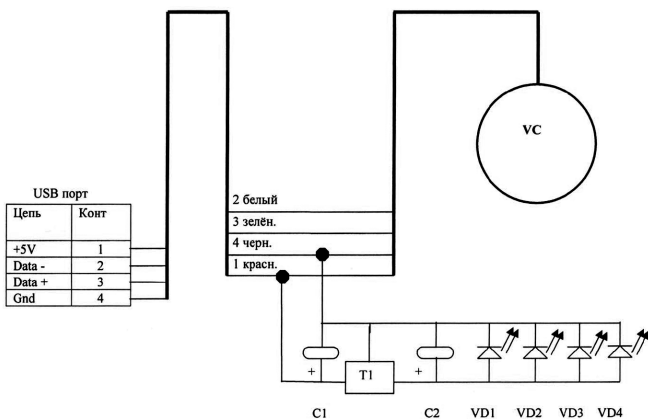 VC
2 белый
3 зелён.
4 черн.
1 красн.
USB порт
Цепь Конт
+5V 1
Data - 2
Data + 3
Gnd 4
+ T1 +
C1 C2 VD1 VD2 VD3 VD4